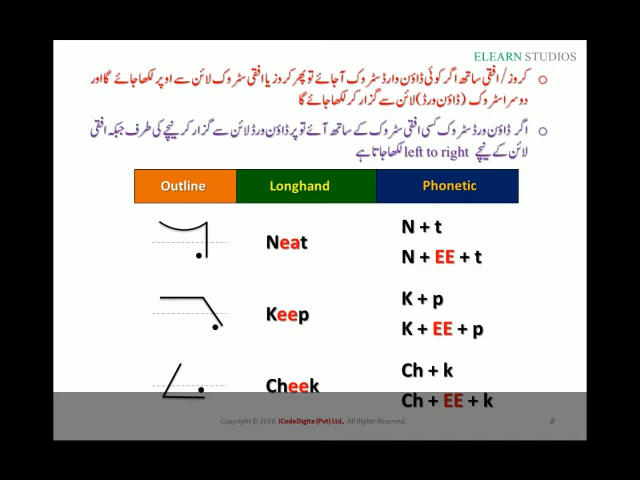 ELEARN STUDIOS
کروز/افقی ساتھ اگر کوئی ڈاؤن وارڈ سٹروک آجائے تو پھر کروز یا افقی سٹروک لائن سے اوپر لکھا جائے گا اور
دوسرا سٹروک (ڈاؤن ورڈ) لائن سے گزار کر لکھا جائے گا
اگر ڈاؤن ورڈ سٹروک کسی افقی سٹروک کے ساتھ آئے تو پر ڈاؤن ورڈ لائن سے گزار کر نیچے کی طرف جبکہ افقی
لائن کے نیچے left to right لکھا جاتا ہے
Outline Longhand Phonetic
Neat
N + t
N + EE + t
Keep
K + p
K + EE + p
Cheek
Ch + k
Ch + EE + k
Copyright © 2016. iCodeDigita (Pvt) Ltd., All Rights Reserved. 8